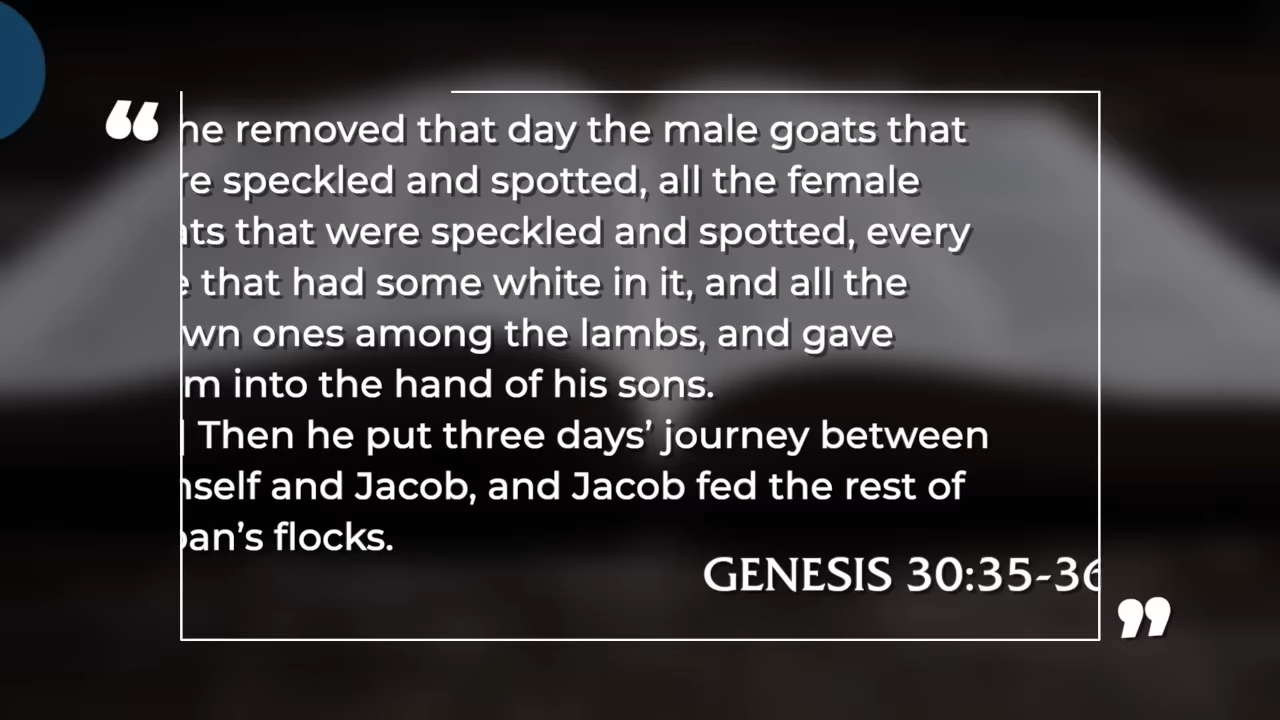 he removed that day the male goats that
re speckled and spotted, all the female
ats that were speckled and spotted, every
e that had some white in it, and all the
wn ones among the lambs, and gave
m into the hand of his sons.
Then he put three days’ journey between
self and Jacob, and Jacob fed the rest of
ban’s flocks.
GENESIS 30:35-36